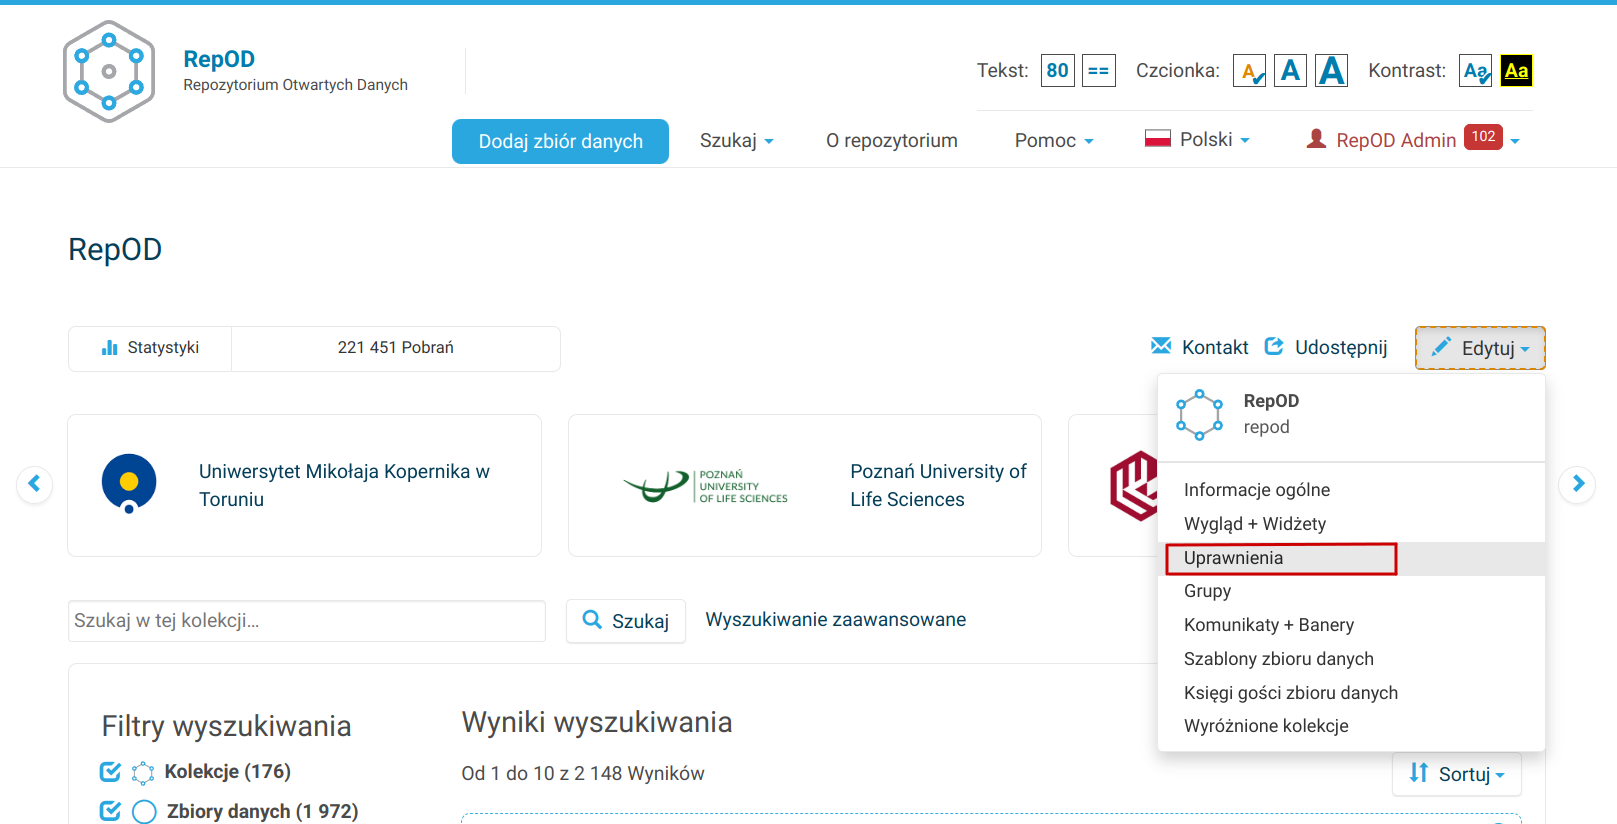 RepOD
Repozytorium Otwartych Danych
Tekst: 80 == Czcionka: A A A Kontrast: Aa Aa
Dodaj zbiór danych Szukaj O repozytorium Pomoc Polski RepOD Admin 102
RepOD
Statystyki 221 451 Pobrań
Kontakt Udostępnij Edytuj
RepOD
repod
Informacje ogólne
Wygląd + Widżety
Uprawnienia
Grupy
Komunikaty + Banery
Szablony zbioru danych
Księgi gości zbioru danych
Wyróżnione kolekcje
Uniwersytet Mikołaja Kopernika w
Toruniu
POZNAŃ
UNIVERSITY
OF LIFE SCIENCES
Poznań University of
Life Sciences
Szukaj w tej kolekcji... Szukaj Wyszukiwanie zaawansowane
Filtry wyszukiwania
Kolekcje (176)
Zbiory danych (1 972)
Wyniki wyszukiwania
Od 1 do 10 z 2 148 Wyników
Sortuj